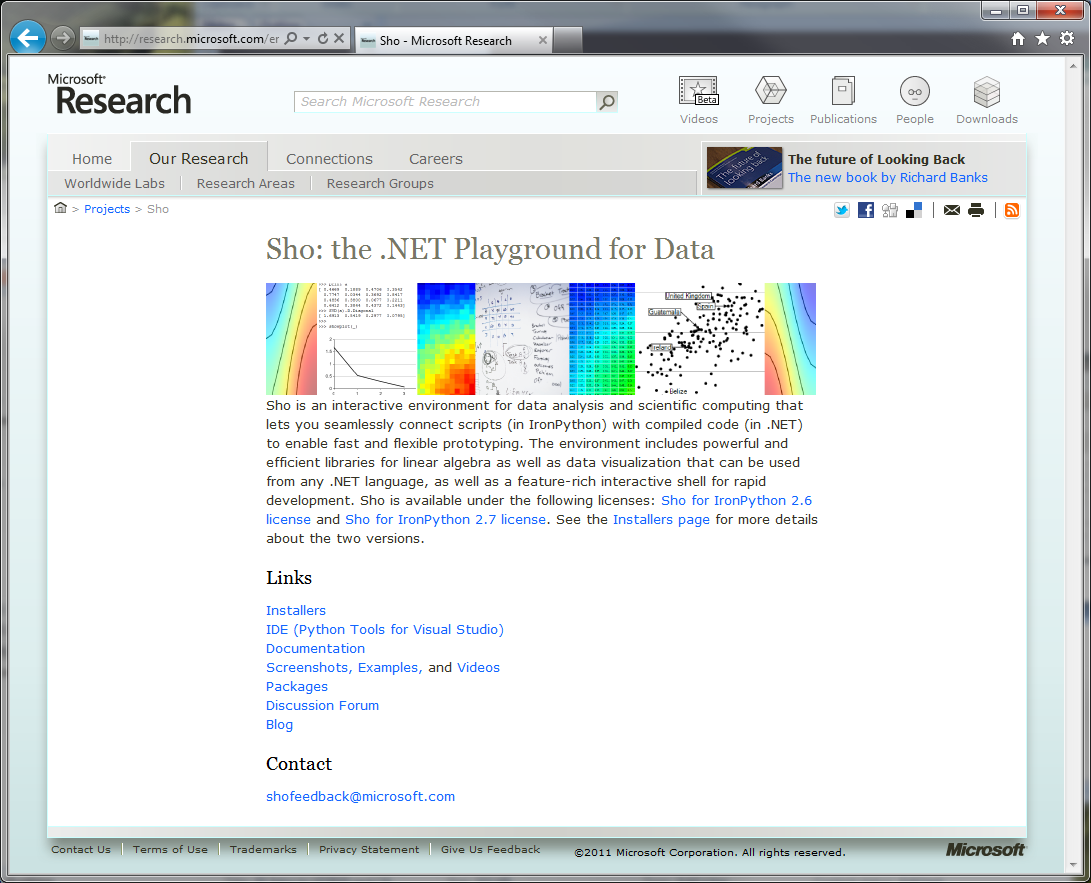 http://research.microsoft.com/er
Sho - Microsoft Research
Microsoft®
Research
Search Microsoft Research
Beta
Videos
Projects
Publications
People
Downloads
Home
Our Research
Connections
Careers
The future of Looking Back
The new book by Richard Banks
Worldwide Labs
Research Areas
Research Groups
> Projects > Sho
Sho: the .NET Playground for Data
United Kingdom
Spain
Guatemala
Ireland
Belize
Sho is an interactive environment for data analysis and scientific computing that
lets you seamlessly connect scripts (in IronPython) with compiled code (in .NET)
to enable fast and flexible prototyping. The environment includes powerful and
efficient libraries for linear algebra as well as data visualization that can be used
from any .NET language, as well as a feature-rich interactive shell for rapid
development. Sho is available under the following licenses: Sho for IronPython 2.6
license and Sho for IronPython 2.7 license. See the Installers page for more details
about the two versions.
Links
Installers
IDE (Python Tools for Visual Studio)
Documentation
Screenshots, Examples, and Videos
Packages
Discussion Forum
Blog
Contact
shofeedback@microsoft.com
Contact Us
Terms of Use
Trademarks
Privacy Statement
Give Us Feedback
©2011 Microsoft Corporation. All rights reserved.
Microsoft